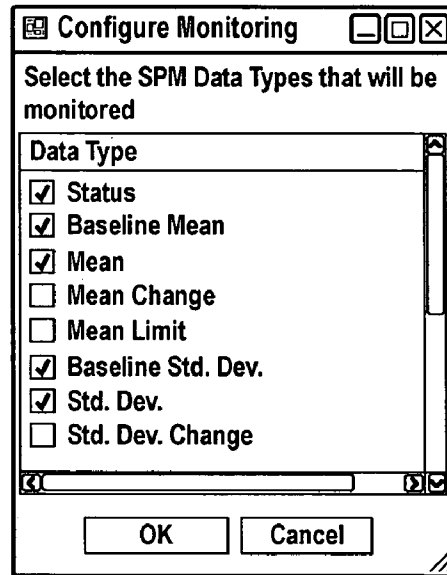 Configure Monitoring
Select the SPM Data Types that will be
monitored
Data Type
Status
Baseline Mean
Mean
Mean Change
Mean Limit
Baseline Std. Dev.
Std. Dev.
Std. Dev. Change
OK Cancel